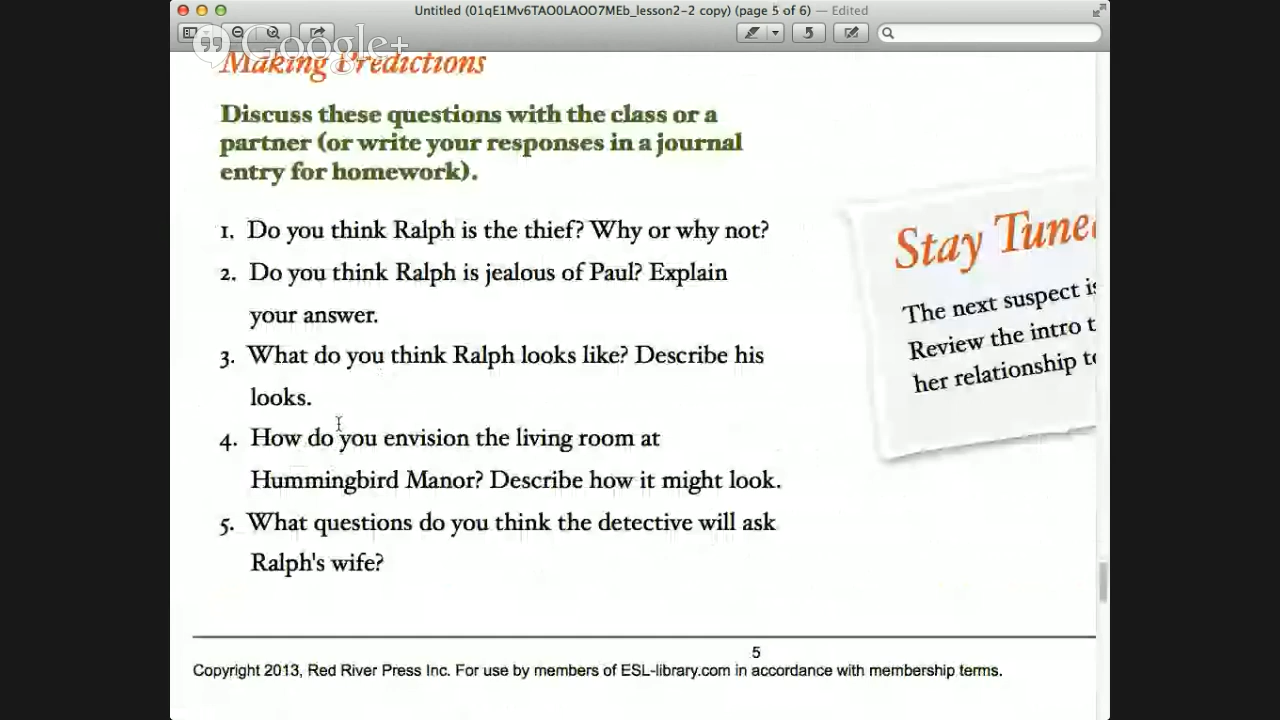 Untitled (01qE1Mv6TAO0LAOO7MEb_lesson2-2 copy) (page 5 of 6) — Edited
Google+
Making Predictions
Discuss these questions with the class or a
partner (or write your responses in a journal
entry for homework).
1. Do you think Ralph is the thief? Why or why not?
2. Do you think Ralph is jealous of Paul? Explain
your answer.
3. What do you think Ralph looks like? Describe his
looks.
4. How do you envision the living room at
Hummingbird Manor? Describe how it might look.
5. What questions do you think the detective will ask
Ralph's wife?
Stay Tune
The next suspect is
Review the intro t
her relationship to
5
Copyright 2013, Red River Press Inc. For use by members of ESL-library.com in accordance with membership terms.